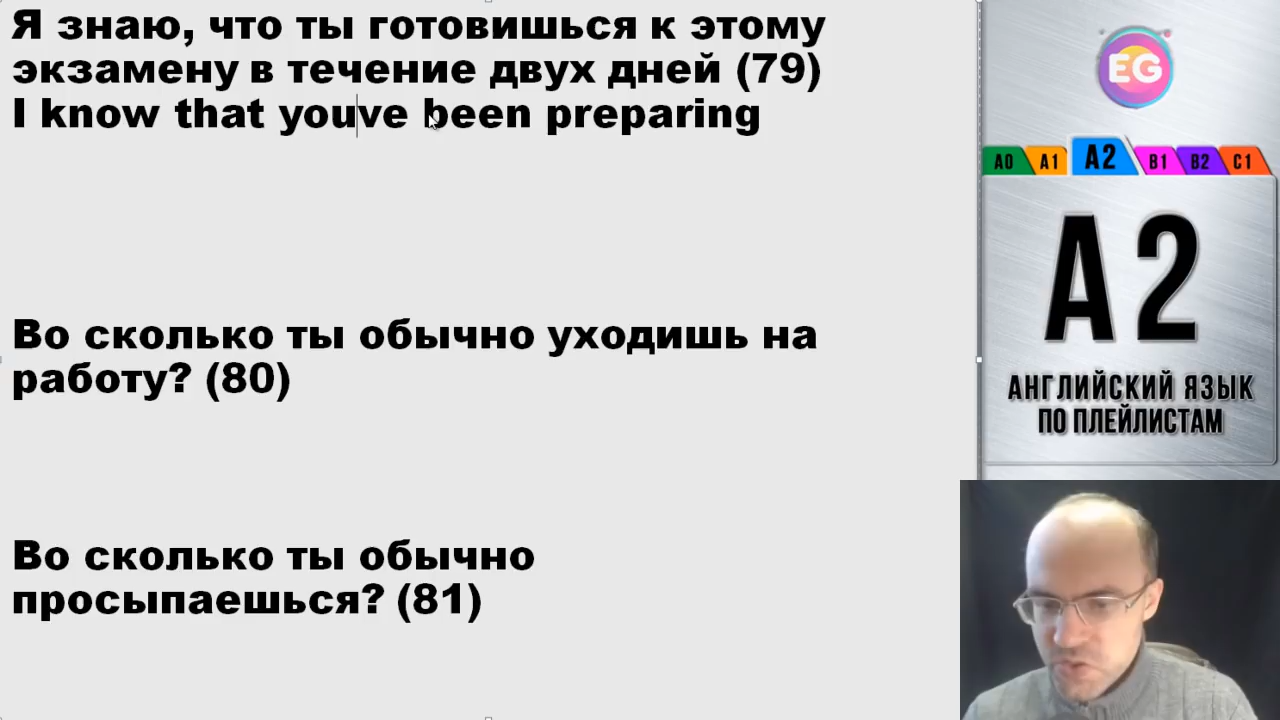 Я знаю, что ты готовишься к этому
экзамену в течение двух дней (79)
I know that youve been preparing
Во сколько ты обычно уходишь на
работу? (80)
Во сколько ты обычно
просыпаешься? (81)
EG
A0 A1 A2 B1 B2 C1
A2
АНГЛИЙСКИЙ ЯЗЫК
ПО ПЛЕЙЛИСТАМ